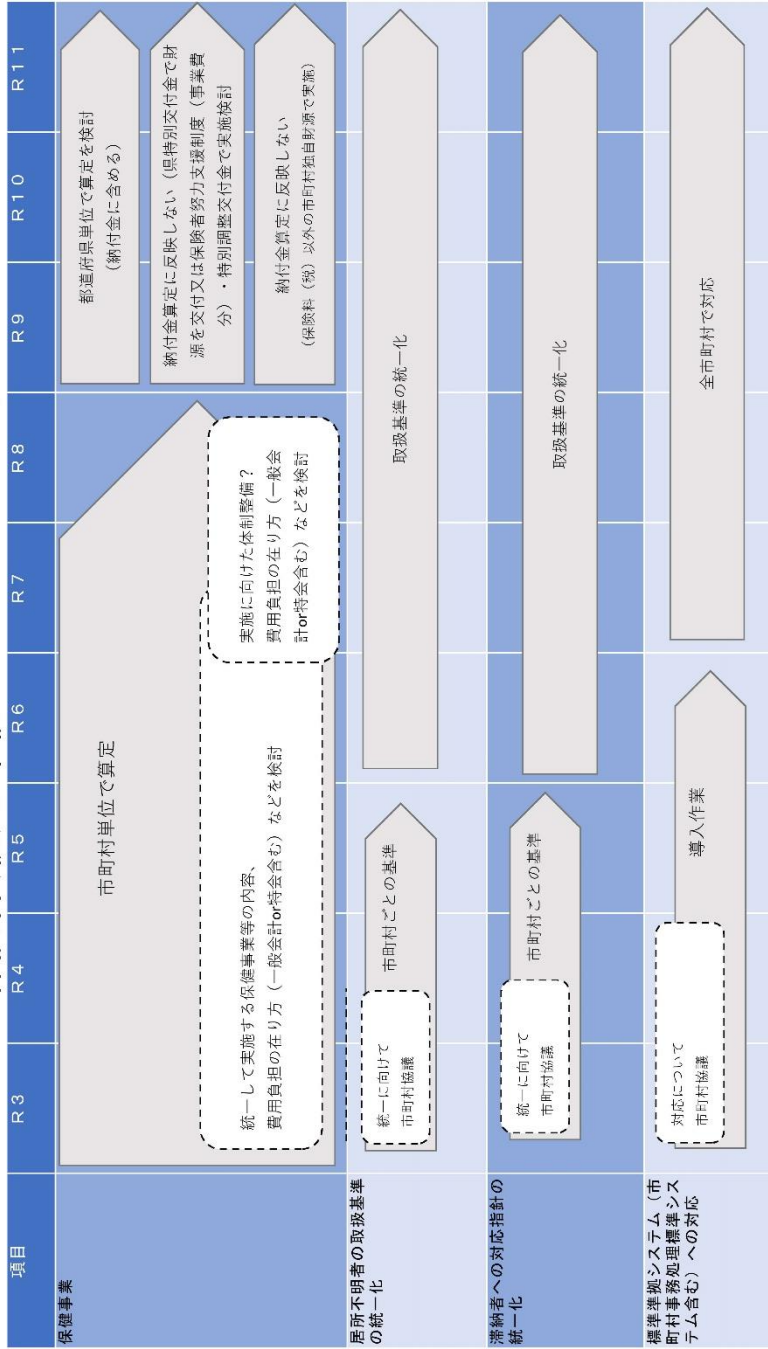 項目
R3
R4
R5
R6
R7
R8
R9
R10
R11
保健事業
市町村単位で算定
統一して実施する保健事業等の内容、
費用負担の在り方（一般会計or特会含む）などを検討
実施に向けた体制整備？
費用負担の在り方（一般会
計or特会含む）などを検討
都道府県単位で算定を検討
（納付金に含める）
納付金算定に反映しない（県特別交付金で財
源を交付又は保険者努力支援制度（事業費
分）・特別調整交付金で実施検討
納付金算定に反映しない
（保険料（税）以外の市町村独自財源で実施）
居所不明者の取扱基準
の統一化
統一に向けて
市町村協議
市町村ごとの基準
取扱基準の統一化
滞納者への対応指針の
統一化
統一に向けて
市町村協議
市町村ごとの基準
取扱基準の統一化
標準準拠システム（市
町村事務処理標準シス
テム含む）への対応
対応について
市町村協議
導入作業
全市町村で対応